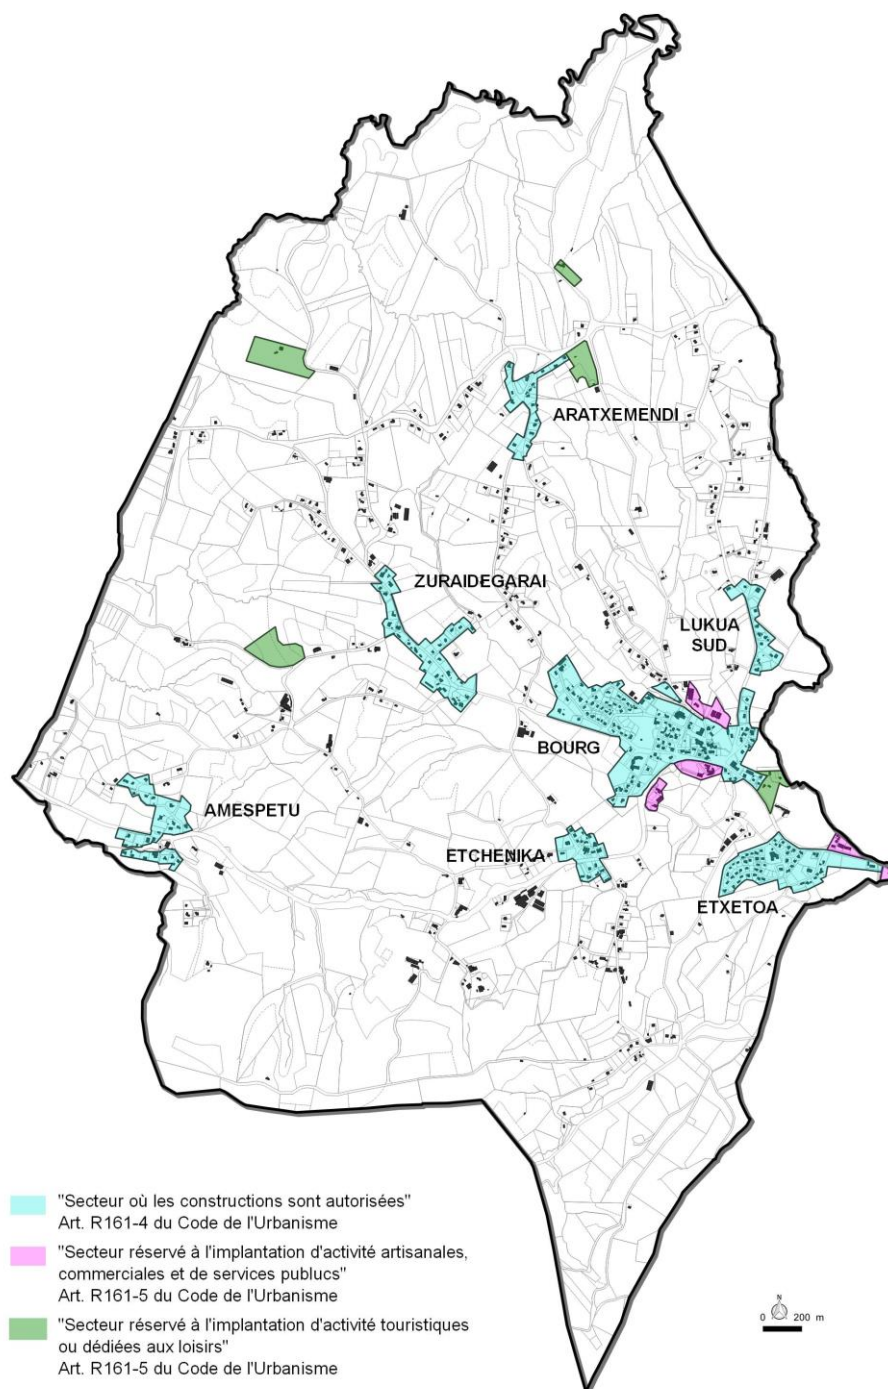 ARATXEMENDI
ZURAIDEGARAI
LUKUA
SUD
BOURG
AMESPETU
ETCHENIKA
ETXETOA
"Secteur où les constructions sont autorisées"
Art. R161-4 du Code de l'Urbanisme
"Secteur réservé à l'implantation d'activité artisanales,
commerciales et de services publucs"
Art. R161-5 du Code de l'Urbanisme
"Secteur réservé à l'implantation d'activité touristiques
ou dédiées aux loisirs"
Art. R161-5 du Code de l'Urbanisme
N
0 200 m